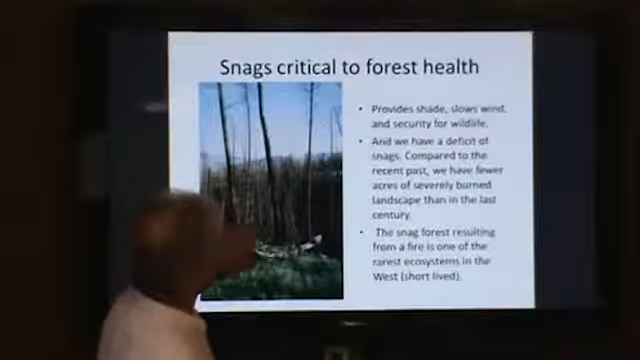 Snags critical to forest health
• Provides shade, slows wind,
and security for wildlife.
• And we have a deficit of
snags. Compared to the
recent past, we have fewer
acres of severely burned
landscape than in the last
century.
• The snag forest resulting
from a fire is one of the
rarest ecosystems in the
West (short lived).